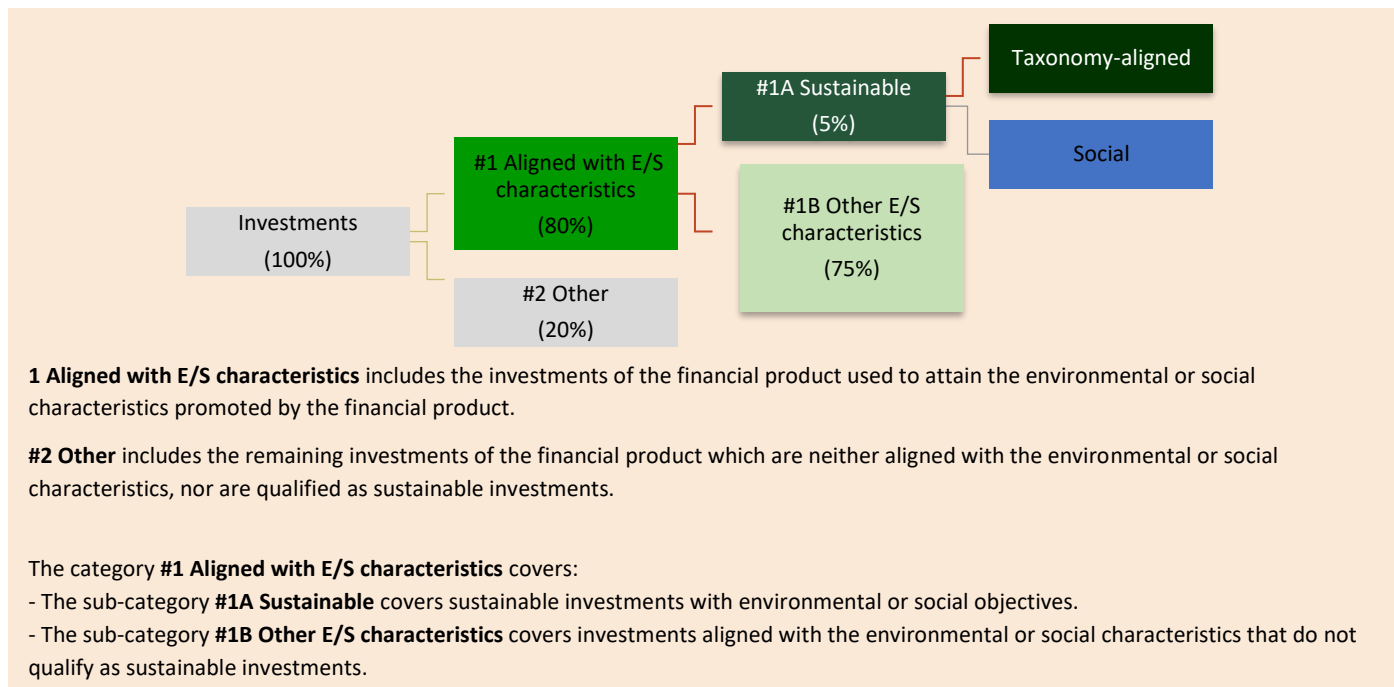 Taxonomy-aligned
#1A Sustainable
(5%)
Social
#1 Aligned with E/S
characteristics
(80%)
#1B Other E/S
characteristics
(75%)
Investments
(100%)
#2 Other
(20%)
1 Aligned with E/S characteristics includes the investments of the financial product used to attain the environmental or social
characteristics promoted by the financial product.
#2 Other includes the remaining investments of the financial product which are neither aligned with the environmental or social
characteristics, nor are qualified as sustainable investments.
The category #1 Aligned with E/S characteristics covers:
- The sub-category #1A Sustainable covers sustainable investments with environmental or social objectives.
- The sub-category #1B Other E/S characteristics covers investments aligned with the environmental or social characteristics that do not
qualify as sustainable investments.